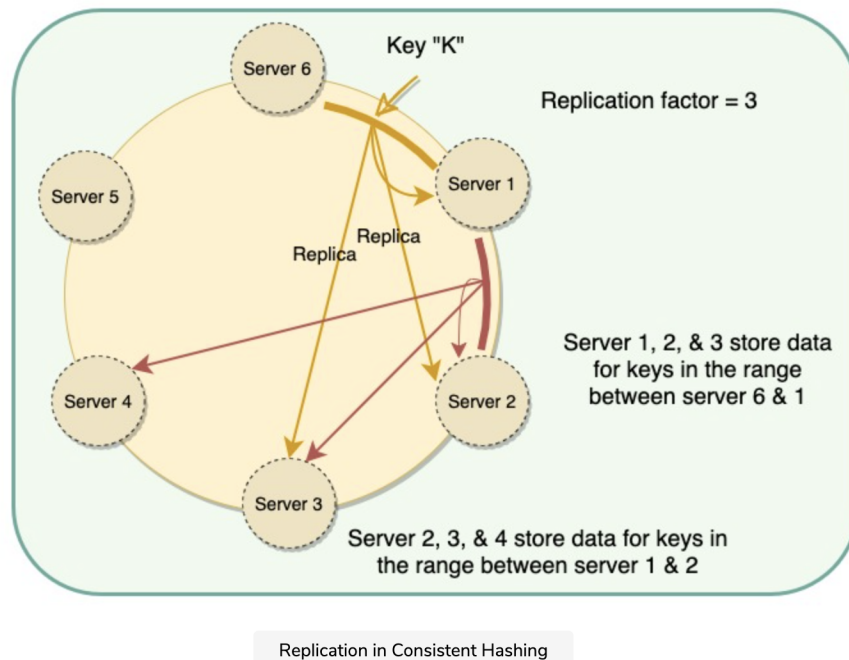 Key "K"
Server 6
Replication factor = 3
Server 1
Server 5
Replica
Replica
Server 1, 2, & 3 store data
for keys in the range
between server 6 & 1
Server 4
Server 2
Server 3
Server 2, 3, & 4 store data for keys in
the range between server 1 & 2
Replication in Consistent Hashing